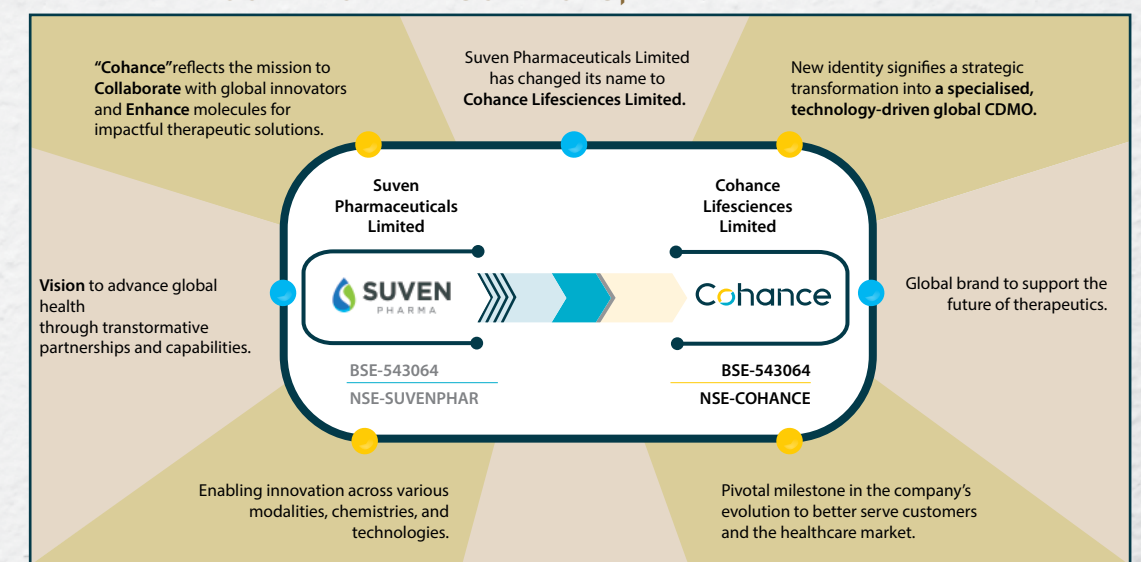 “Cohance”reflects the mission to
Collaborate with global innovators
and Enhance molecules for
impactful therapeutic solutions.
Suven Pharmaceuticals Limited
has changed its name to
Cohance Lifesciences Limited.
New identity signifies a strategic
transformation into a specialised,
technology-driven global CDMO.
Suven
Pharmaceuticals
Limited
Cohance
Lifesciences
Limited
Vision to advance global
health
through transtormative
partnerships and capabilities.
SUVEN
PHARMA
Cohance
Global brand to support the
future of therapeutics.
BSE-543064
NSE-SUVENPHAR
BSE-543064
NSE-COHANCE
Enabling innovation across various
modalities, chemistries, and
technologies.
Pivotal milestone in the company’s
evolution to better serve customers
and the healthcare market.